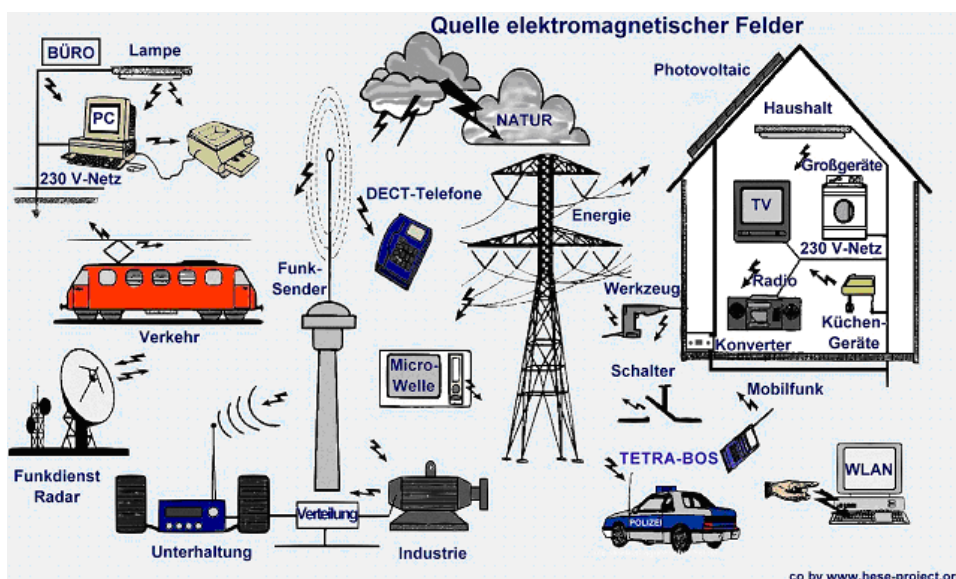 Quelle elektromagnetischer Felder
BÜRO
Lampe
PC
230 V-Netz
NATUR
Photovoltaic
Haushalt
Großgeräte
TV
230 V-Netz
Radio
Konverter
Küchen-
Geräte
DECT-Telefone
Energie
Funk-
Sender
Werkzeug
Verkehr
Micro-
Welle
Schalter
Mobilfunk
Funkdienst
Radar
TETRA-BOS
POLIZEI
WLAN
Verteilung
Unterhaltung
Industrie
co by www.hese-project.or